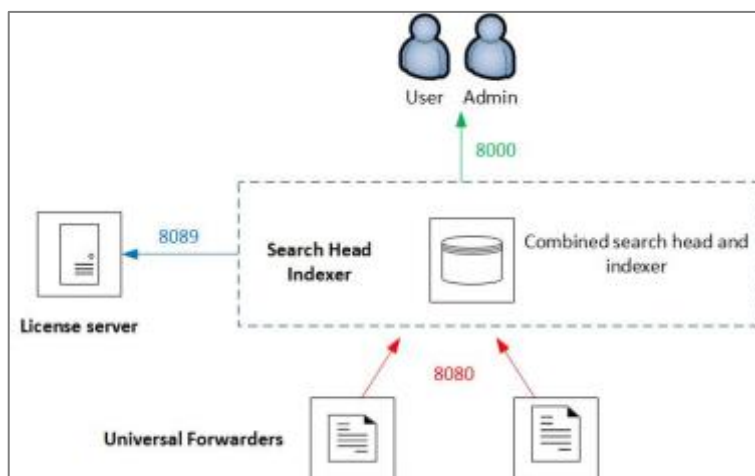 User Admin
8000
8089
Search Head
Indexer
Combined search head and
indexer
License server
8080
Universal Forwarders